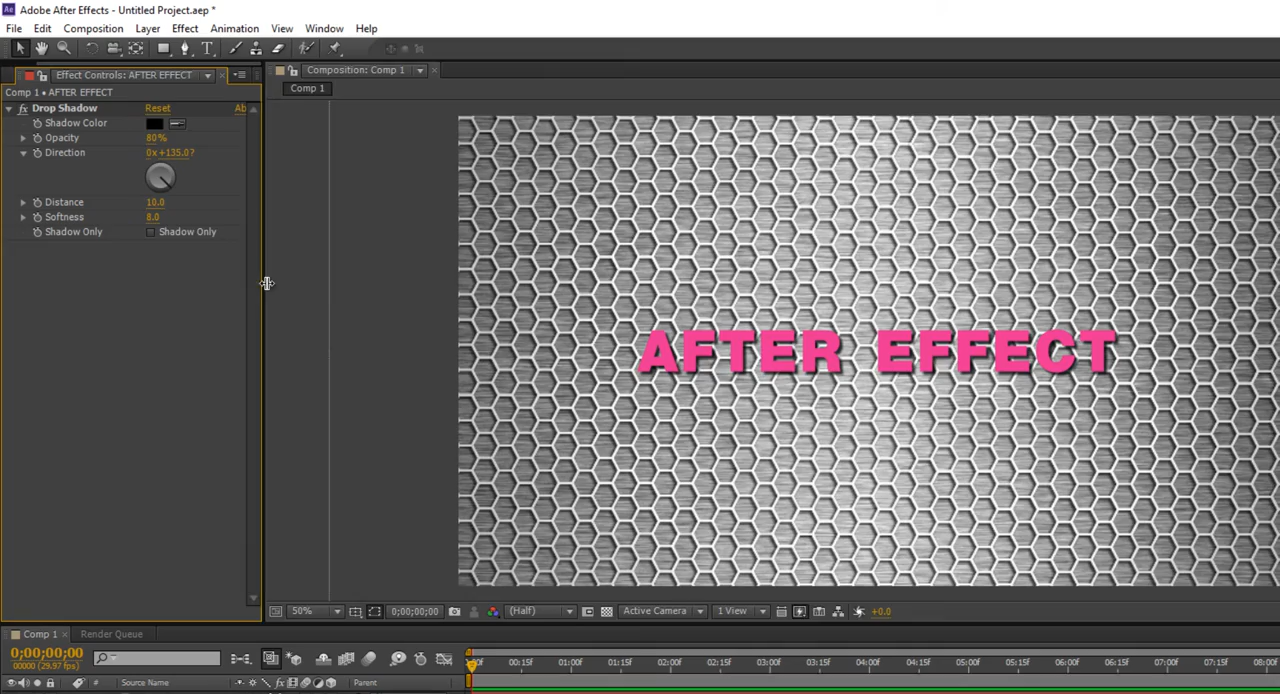 Ae Adobe After Effects - Untitled Project.aep *
File Edit Composition Layer Effect Animation View Window Help
Effect Controls: AFTER EFFECT
Composition: Comp 1
Comp 1 • AFTER EFFECT
Comp 1
fx Drop Shadow Reset Ab
Shadow Color
Opacity 80%
Direction 0x +135.0?
Distance 10.0
Softness 8.0
Shadow Only Shadow Only
AFTER EFFECT
50% 0;00;00;00 (Half) Active Camera 1 View +0.0
Comp 1 Render Queue
0;00;00;00
00000 (29.97 fps)
00:15f 01:00f 01:15f 02:00f 02:15f 03:00f 03:15f 04:00f 04:15f 05:00f 05:15f 06:00f 06:15f 07:00f 07:15f 08:00f
# Source Name fx Parent